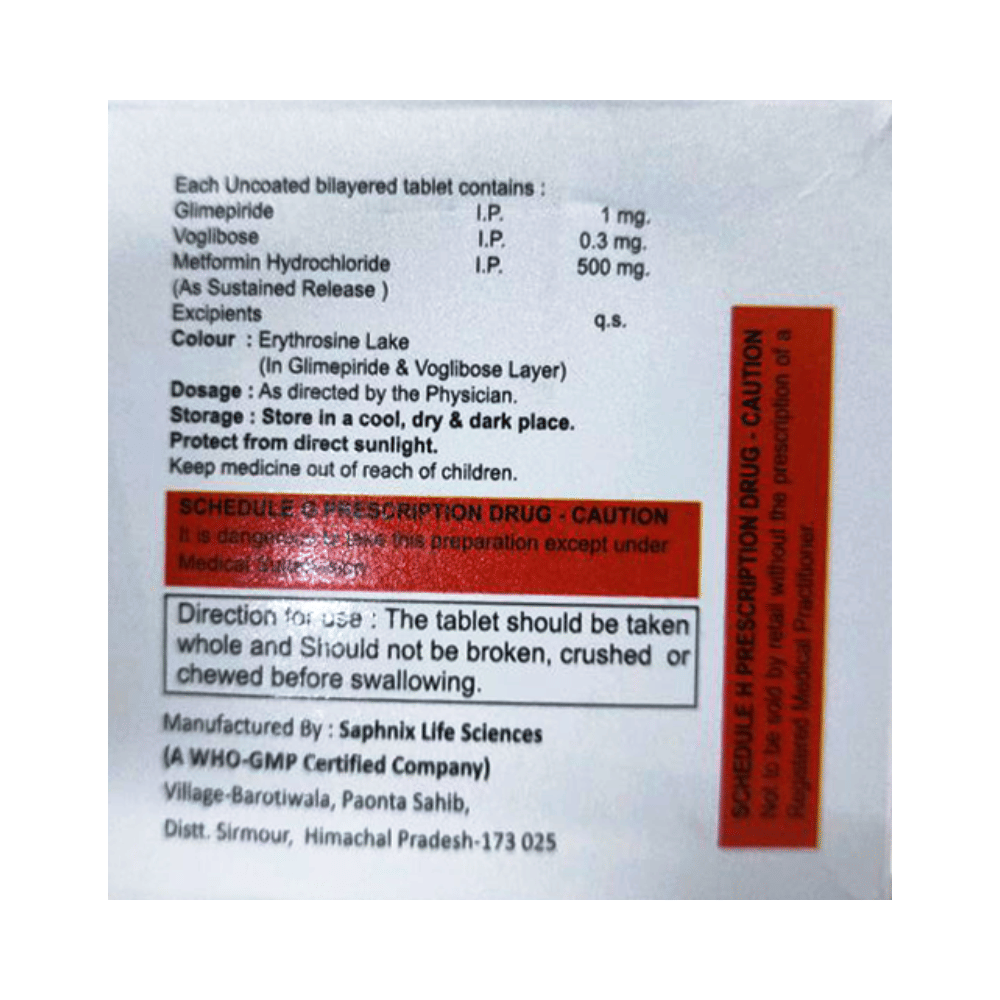 Each Uncoated bilayered tablet contains :
Glimepiride I.P. 1 mg.
Voglibose I.P. 0.3 mg.
Metformin Hydrochloride I.P. 500 mg.
(As Sustained Release )
Excipients q.s.
Colour : Erythrosine Lake
(In Glimepiride & Voglibose Layer)
Dosage : As directed by the Physician.
Storage : Store in a cool, dry & dark place.
Protect from direct sunlight.
Keep medicine out of reach of children.
SCHEDULE G PRESCRIPTION DRUG - CAUTION
It is dangerous to take this preparation except under
Medical Supervision
Direction for use : The tablet should be taken
whole and Should not be broken, crushed or
chewed before swallowing.
Manufactured By : Saphnix Life Sciences
(A WHO-GMP Certified Company)
Village-Barotiwala, Paonta Sahib,
Distt. Sirmour, Himachal Pradesh-173 025
SCHEDULE H PRESCRIPTION DRUG - CAUTION
Not to be sold by retail without the prescription of a
Registered Medical Practitioner.